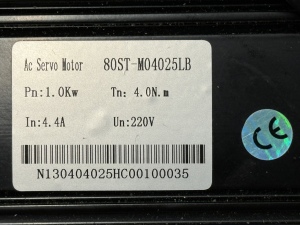 Ac Servo Motor 80ST-M04025LB
Pn:1.0Kw Tn: 4.0N.m
In:4.4A Un:220V
N130404025HC00100035
CE